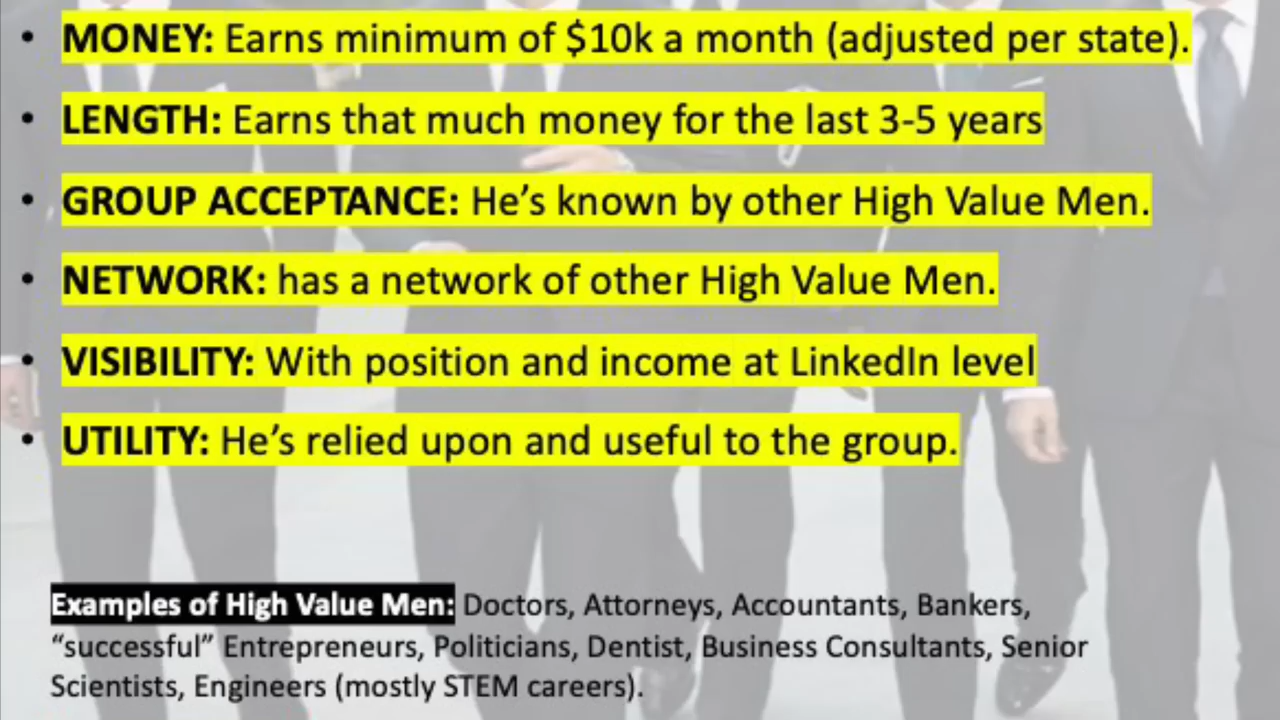 • MONEY: Earns minimum of $10k a month (adjusted per state).
• LENGTH: Earns that much money for the last 3-5 years
• GROUP ACCEPTANCE: He’s known by other High Value Men.
• NETWORK: has a network of other High Value Men.
• VISIBILITY: With position and income at LinkedIn level
• UTILITY: He’s relied upon and useful to the group.
Examples of High Value Men: Doctors, Attorneys, Accountants, Bankers,
“successful” Entrepreneurs, Politicians, Dentist, Business Consultants, Senior
Scientists, Engineers (mostly STEM careers).